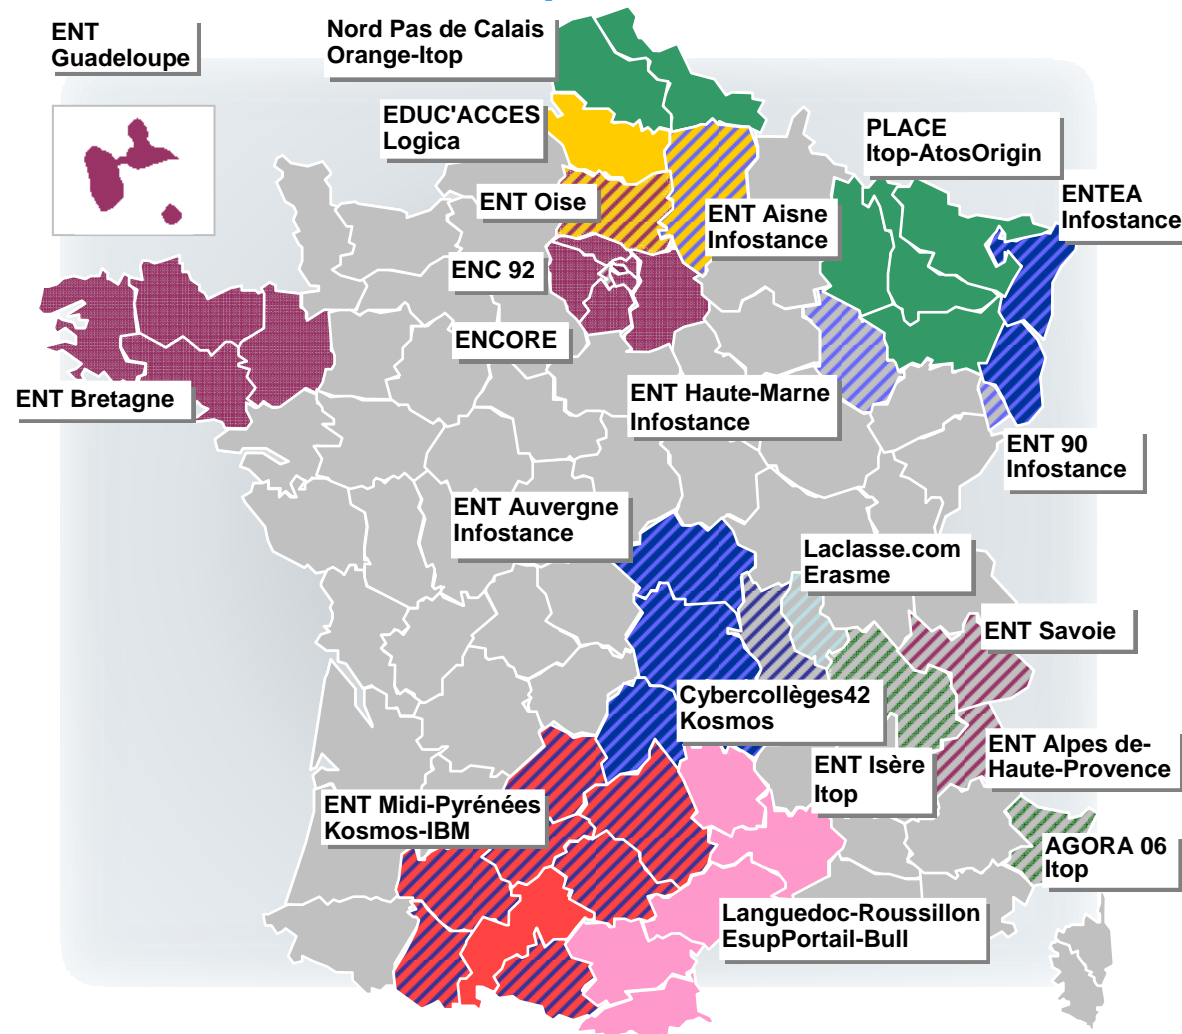 ENT
Guadeloupe
Nord Pas de Calais
Orange-Itop
EDUC'ACCES
Logica
PLACE
Itop-AtosOrigin
ENTEA
Infostance
ENT Oise
ENT Aisne
Infostance
ENC 92
ENCORE
ENT Bretagne
ENT Haute-Marne
Infostance
ENT 90
Infostance
ENT Auvergne
Infostance
Laclasse.com
Erasme
ENT Savoie
Cybercollèges42
Kosmos
ENT Isère
Itop
ENT Alpes de-
Haute-Provence
ENT Midi-Pyrénées
Kosmos-IBM
AGORA 06
Itop
Languedoc-Roussillon
EsupPortail-Bull